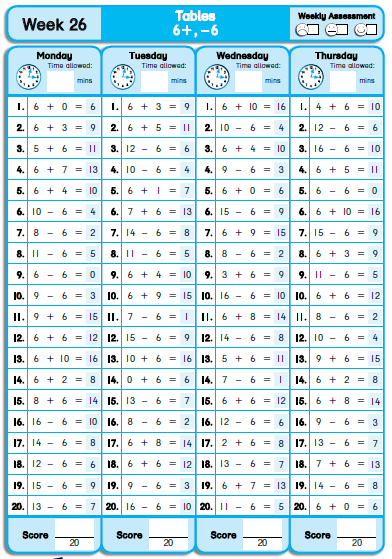 Week 26
Tables
6+, –6
Weekly Assessment
Monday
Time allowed:
mins
1. 6 + 0 = 6
2. 6 + 3 = 9
3. 5 + 6 = 11
4. 6 + 7 = 13
5. 6 + 4 = 10
6. 10 – 6 = 4
7. 8 – 6 = 2
8. 11 – 6 = 5
9. 6 – 6 = 0
10. 9 – 6 = 3
11. 9 + 6 = 15
12. 6 + 6 = 12
13. 6 + 10 = 16
14. 6 + 2 = 8
15. 8 + 6 = 14
16. 16 – 6 = 10
17. 14 – 6 = 8
18. 12 – 6 = 6
19. 15 – 6 = 9
20. 13 – 6 = 7
Score
20
Tuesday
Time allowed:
mins
1. 6 + 3 = 9
2. 6 + 5 = 11
3. 12 – 6 = 6
4. 10 – 6 = 4
5. 6 + 1 = 7
6. 7 + 6 = 13
7. 14 – 6 = 8
8. 11 – 6 = 5
9. 6 + 4 = 10
10. 6 + 9 = 15
11. 7 – 6 = 1
12. 15 – 6 = 9
13. 10 + 6 = 16
14. 0 + 6 = 6
15. 13 – 6 = 7
16. 8 – 6 = 2
17. 6 + 8 = 14
18. 6 + 6 = 12
19. 9 – 6 = 3
20. 16 – 6 = 10
Score
20
Wednesday
Time allowed:
mins
1. 6 + 10 = 16
2. 10 – 6 = 4
3. 6 + 4 = 10
4. 9 – 6 = 3
5. 6 + 0 = 6
6. 15 – 6 = 9
7. 6 + 9 = 15
8. 8 – 6 = 2
9. 3 + 6 = 9
10. 16 – 6 = 10
11. 6 + 8 = 14
12. 14 – 6 = 8
13. 5 + 6 = 11
14. 7 – 6 = 1
15. 6 + 1 = 7
16. 12 – 6 = 6
17. 2 + 6 = 8
18. 13 – 6 = 7
19. 6 + 7 = 13
20. 11 – 6 = 5
Score
20
Thursday
Time allowed:
mins
1. 4 + 6 = 10
2. 12 – 6 = 6
3. 16 – 6 = 10
4. 6 + 5 = 11
5. 6 – 6 = 0
6. 6 + 10 = 16
7. 15 – 6 = 9
8. 6 + 3 = 9
9. 11 – 6 = 5
10. 6 + 6 = 12
11. 8 – 6 = 2
12. 10 – 6 = 4
13. 9 + 6 = 15
14. 6 + 2 = 8
15. 8 + 6 = 14
16. 9 – 6 = 3
17. 13 – 6 = 7
18. 7 + 6 = 13
19. 14 – 6 = 8
20. 6 + 0 = 6
Score
20